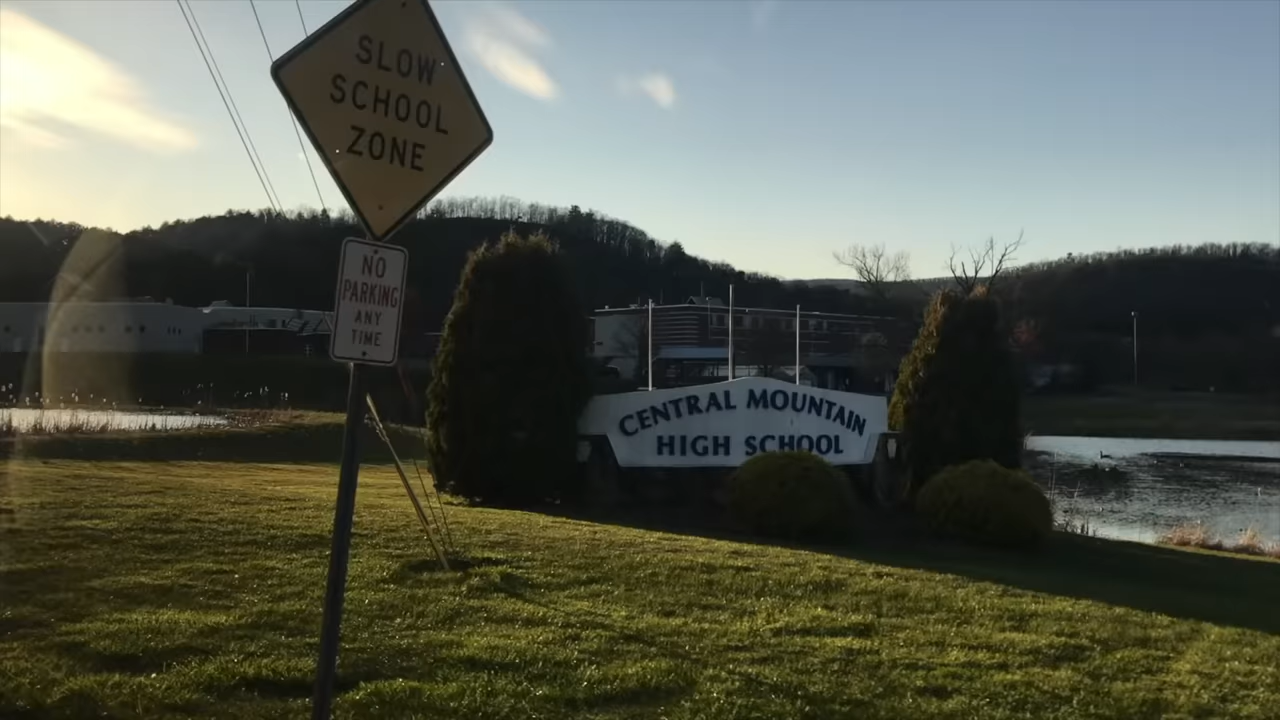 SLOW
SCHOOL
ZONE
NO
PARKING
ANY
TIME
CENTRAL MOUNTAIN
HIGH SCHOOL